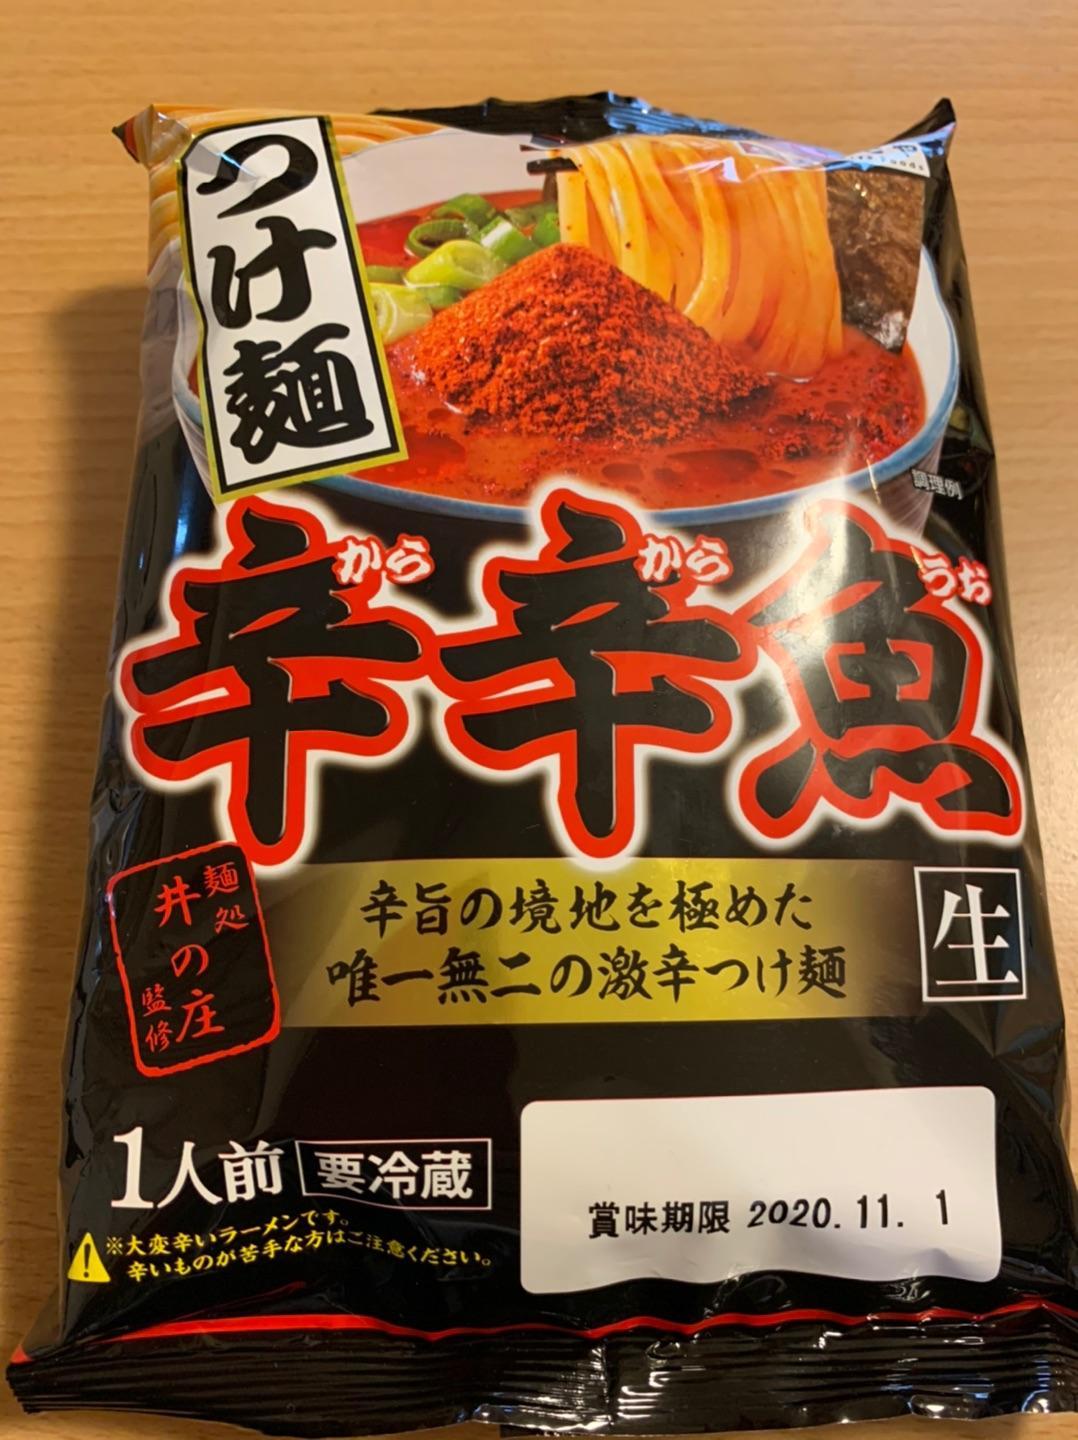 つけ麺
調理例
辛辛魚
から から うお
麺処
井の庄
監修
辛旨の境地を極めた
唯一無二の激辛つけ麺
生
1人前 要冷蔵
※大変辛いラーメンです。
辛いものが苦手な方はご注意ください。
賞味期限 2020.11. 1